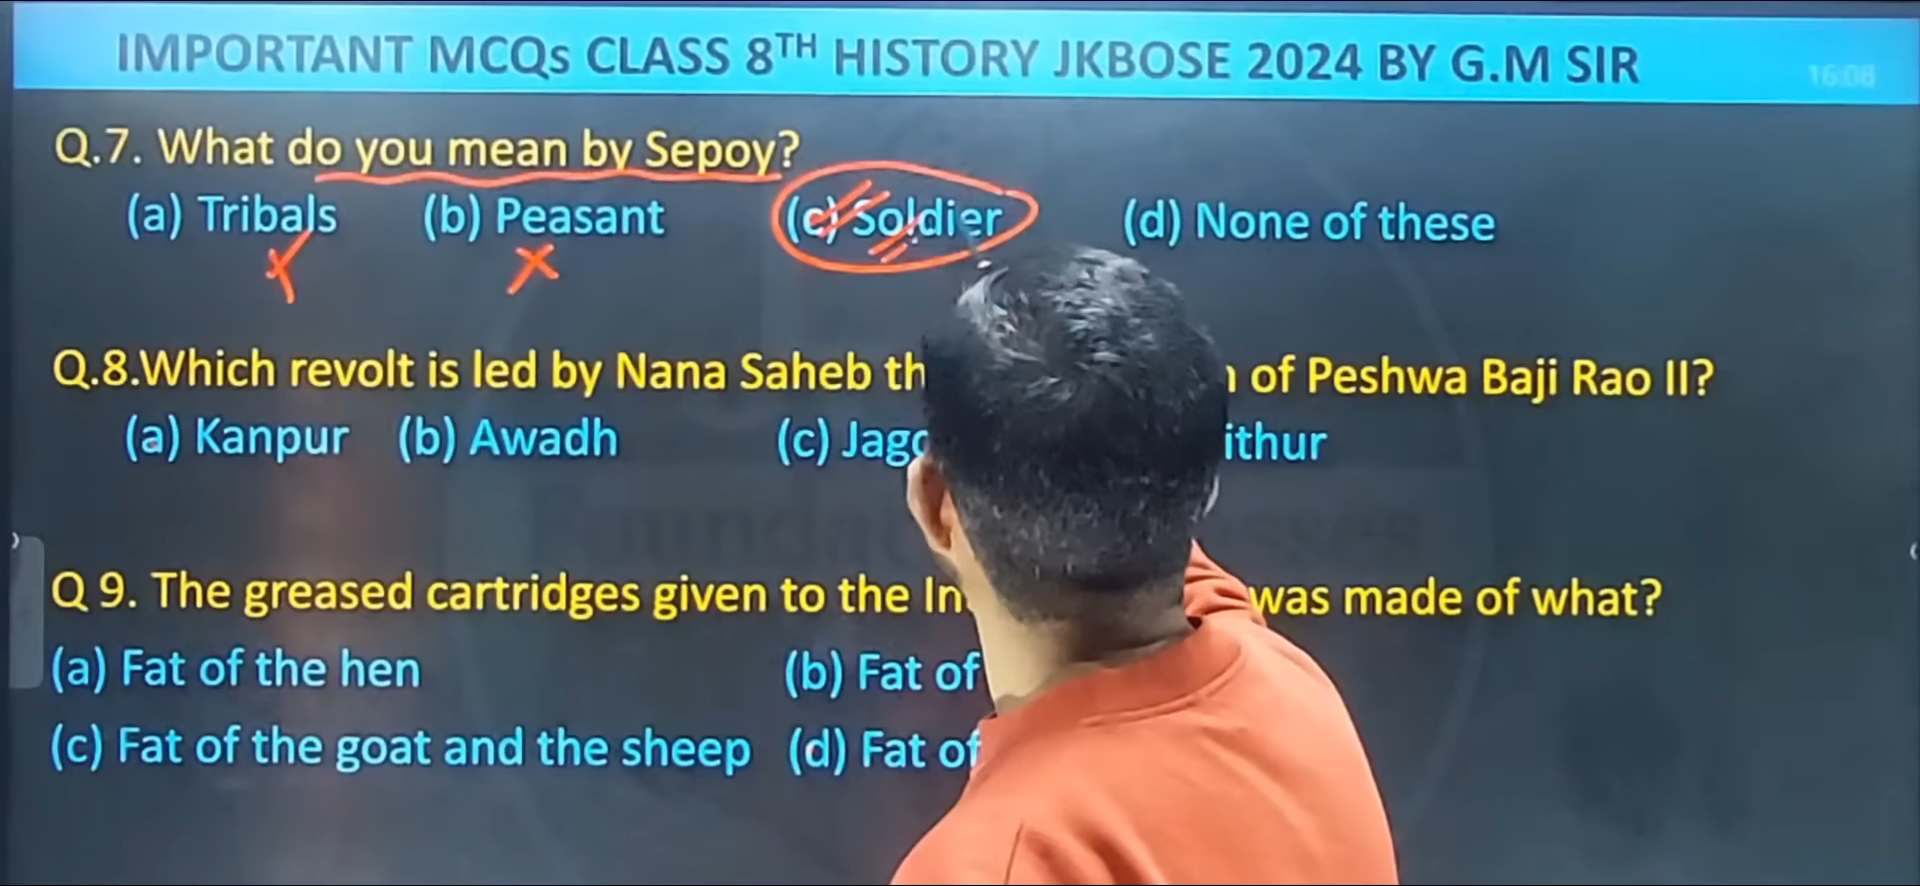 IMPORTANT MCQs CLASS 8TH HISTORY JKBOSE 2024 BY G.M SIR
16:08
Q.7. What do you mean by Sepoy?
(a) Tribals (b) Peasant (c) Soldier (d) None of these
Q.8.Which revolt is led by Nana Saheb of Peshwa Baji Rao II?
(a) Kanpur (b) Awadh (c)
Q 9. The greased cartridges given to the was made of what?
(a) Fat of the hen (b) Fat of
(c) Fat of the goat and the sheep (d) Fat of